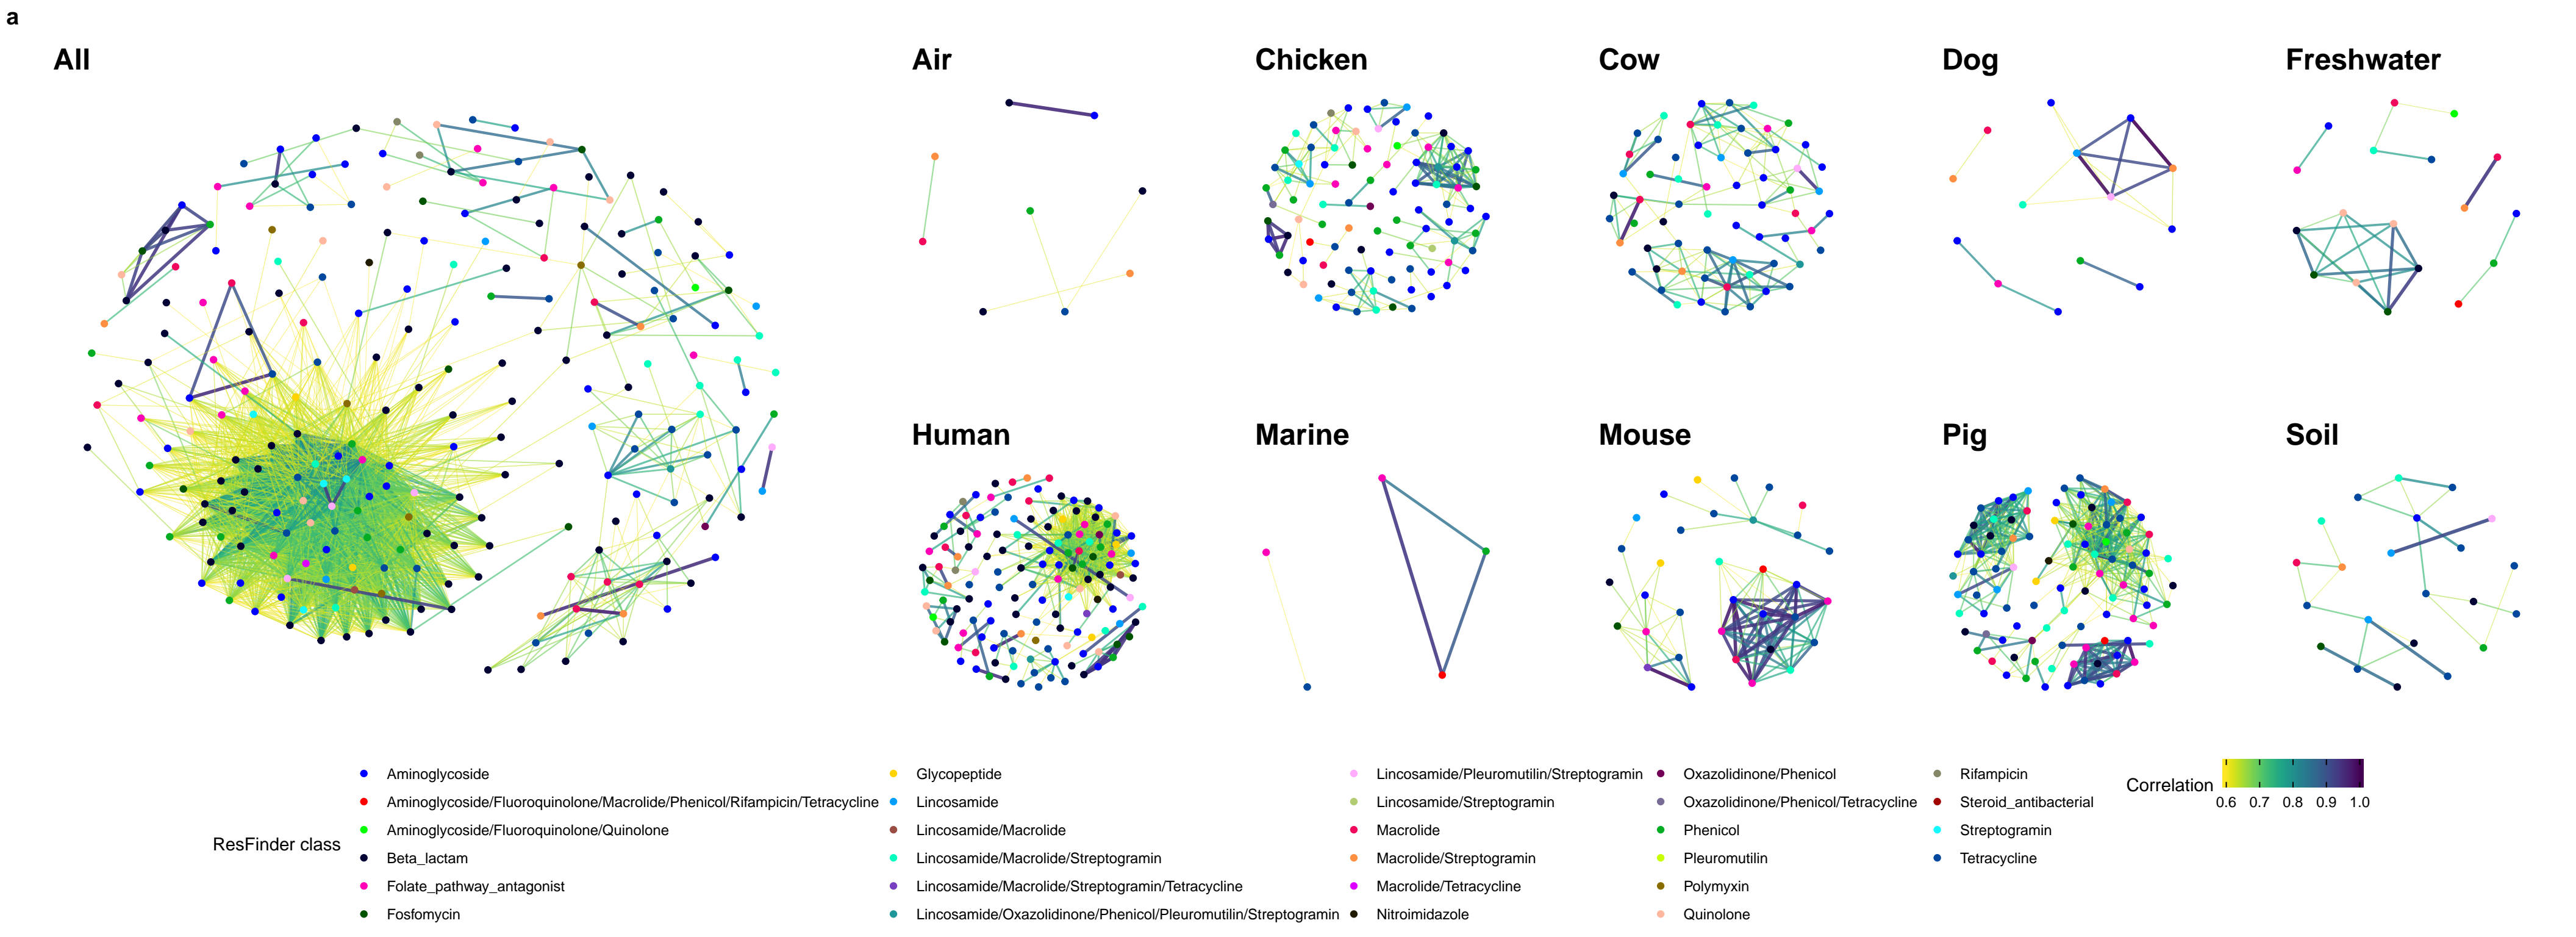 a
All
Air
Chicken
Cow
Dog
Freshwater
Human
Marine
Mouse
Pig
Soil
ResFinder class
Aminoglycoside
Aminoglycoside/Fluoroquinolone/Macrolide/Phenicol/Rifampicin/Tetracycline
Aminoglycoside/Fluoroquinolone/Quinolone
Beta_lactam
Folate_pathway_antagonist
Fosfomycin
Glycopeptide
Lincosamide
Lincosamide/Macrolide
Lincosamide/Macrolide/Streptogramin
Lincosamide/Macrolide/Streptogramin/Tetracycline
Lincosamide/Oxazolidinone/Phenicol/Pleuromutilin/Streptogramin
Lincosamide/Pleuromutilin/Streptogramin
Lincosamide/Streptogramin
Macrolide
Macrolide/Streptogramin
Macrolide/Tetracycline
Nitroimidazole
Oxazolidinone/Phenicol
Oxazolidinone/Phenicol/Tetracycline
Phenicol
Pleuromutilin
Polymyxin
Quinolone
Rifampicin
Steroid_antibacterial
Streptogramin
Tetracycline
Correlation
0.6 0.7 0.8 0.9 1.0